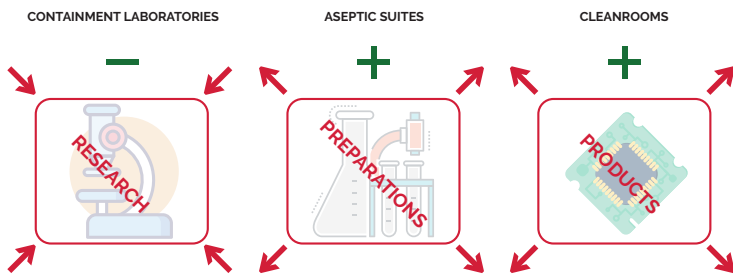 CONTAINMENT LABORATORIES
ASEPTIC SUITES
CLEANROOMS
RESEARCH
PREPARATIONS
PRODUCTS